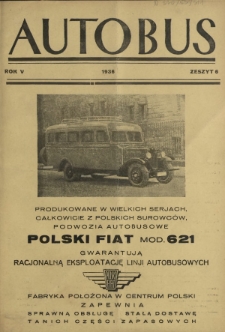 AUTOBUS
ROK V 1935 ZESZYT 6
PRODUKOWANE W WIELKICH SERJACH,
CAŁKOWICIE Z POLSKICH SUROWCÓW,
PODWOZIA AUTOBUSOWE
POLSKI FIAT MOD. 621
GWARANTUJĄ
RACJONALNĄ EKSPLOATACJĘ LINJI AUTOBUSOWYCH
FABRYKA POŁOŻONA W CENTRUM POLSKI
ZAPEWNIA
SPRAWNĄ OBSŁUGĘ STAŁĄ DOSTAWĘ
TANICH CZĘŚCI ZAPASOWYCH